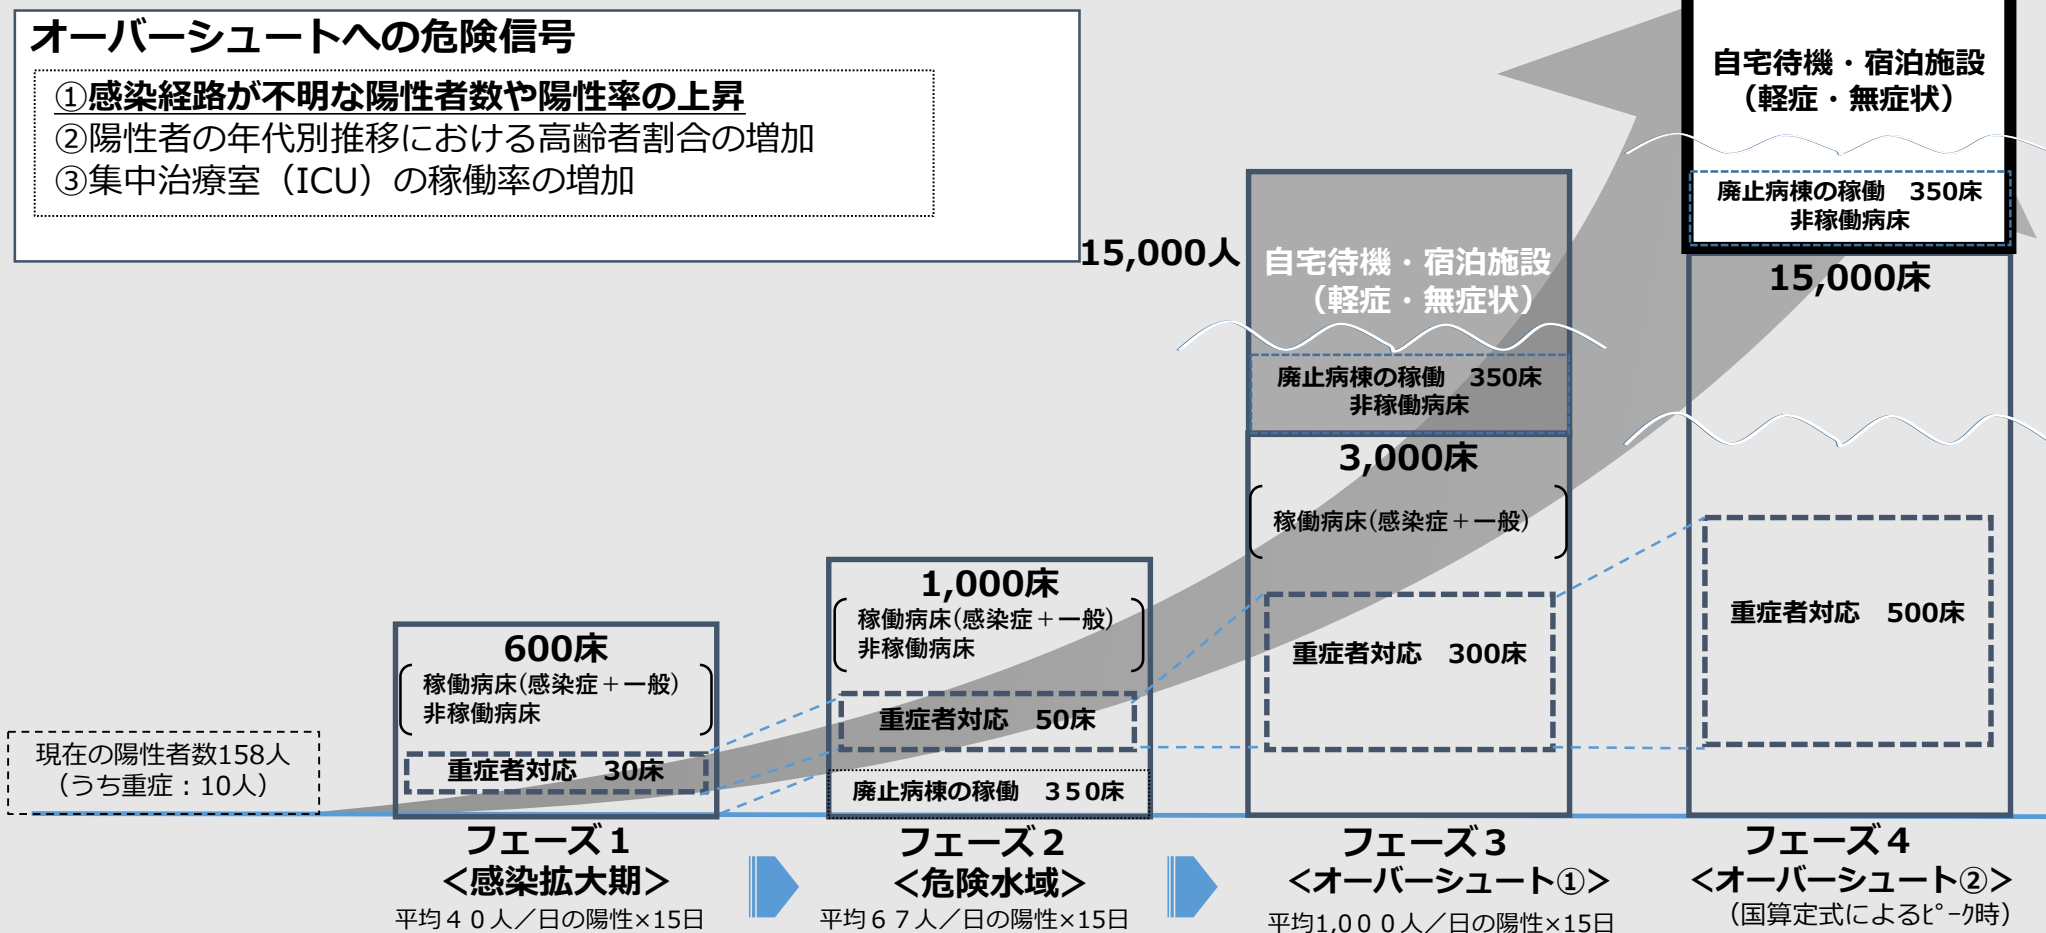 オーバーシュートへの危険信号
①感染経路が不明な陽性者数や陽性率の上昇
②陽性者の年代別推移における高齢者割合の増加
③集中治療室（ICU）の稼働率の増加
現在の陽性者数158人
（うち重症：10人）
600床
稼働病床(感染症＋一般)
非稼働病床
重症者対応　30床
フェーズ１
＜感染拡大期＞
平均４０人／日の陽性×15日
1,000床
稼働病床(感染症＋一般)
非稼働病床
重症者対応　50床
廃止病棟の稼働　３５０床
フェーズ２
＜危険水域＞
平均６７人／日の陽性×15日
15,000人
自宅待機・宿泊施設
（軽症・無症状）
廃止病棟の稼働　350床
非稼働病床
3,000床
稼働病床(感染症＋一般)
重症者対応　300床
フェーズ３
＜オーバーシュート①＞
平均1,０００人／日の陽性×15日
自宅待機・宿泊施設
（軽症・無症状）
廃止病棟の稼働　350床
非稼働病床
15,000床
重症者対応　500床
フェーズ４
＜オーバーシュート②＞
（国算定式によるﾋﾟｰｸ時）